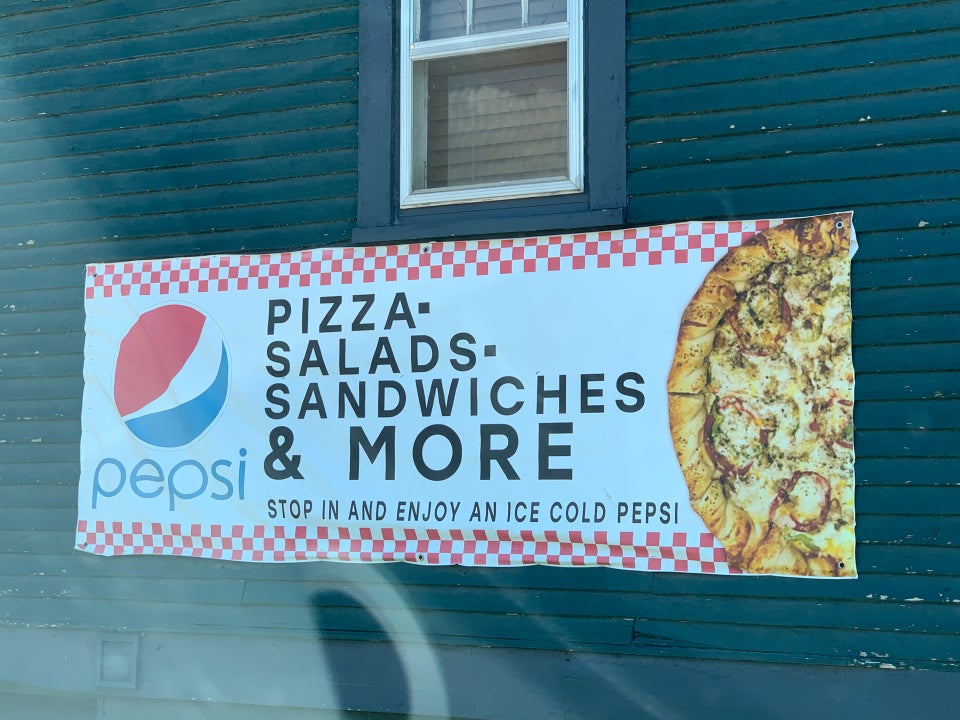 PIZZA▪
SALADS▪
SANDWICHES
& MORE
STOP IN AND ENJOY AN ICE COLD PEPSI
pepsi